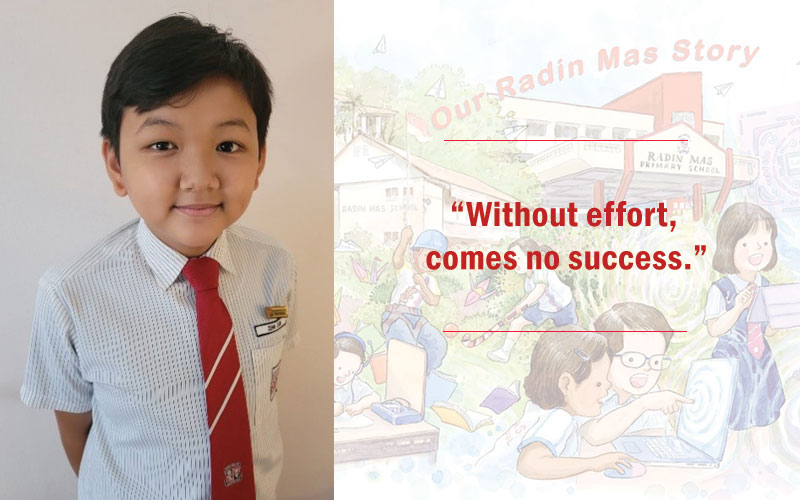 Our Radin Mas Story
RADIN MAS
PRIMARY SCHOOL
RADIN MAS SCHOOL
“Without effort,
comes no success.”